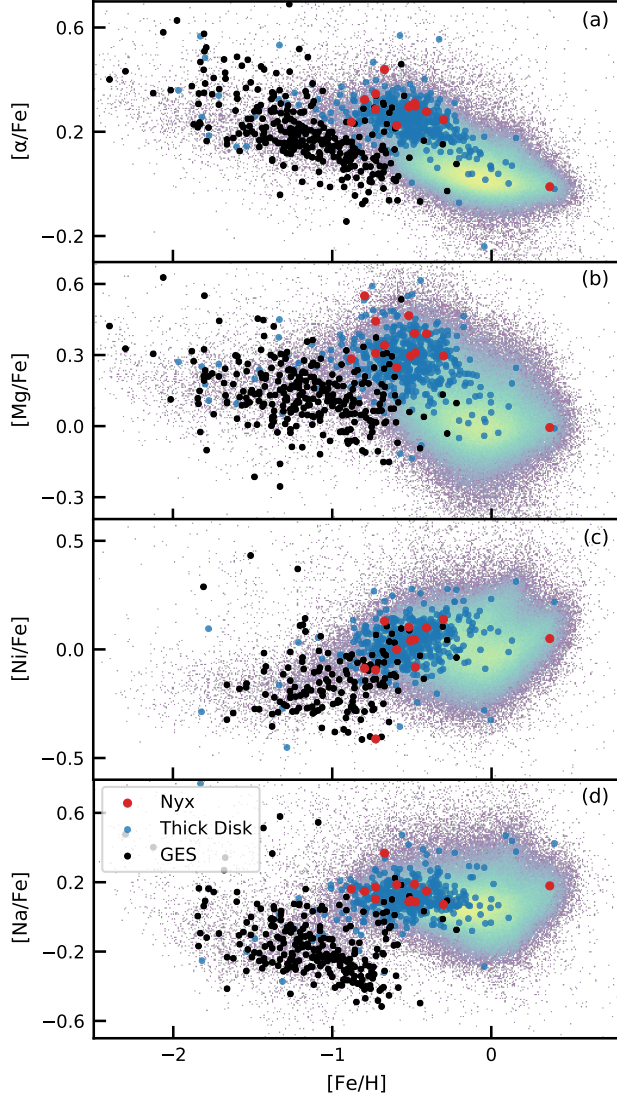 (a)
0.6
0.2
−0.2
[α/Fe]
(b)
0.6
0.3
0.0
−0.3
[Mg/Fe]
(c)
0.5
0.0
−0.5
[Ni/Fe]
(d)
0.6
0.2
−0.2
−0.6
[Na/Fe]
Nyx
Thick Disk
GES
−2
−1
0
[Fe/H]